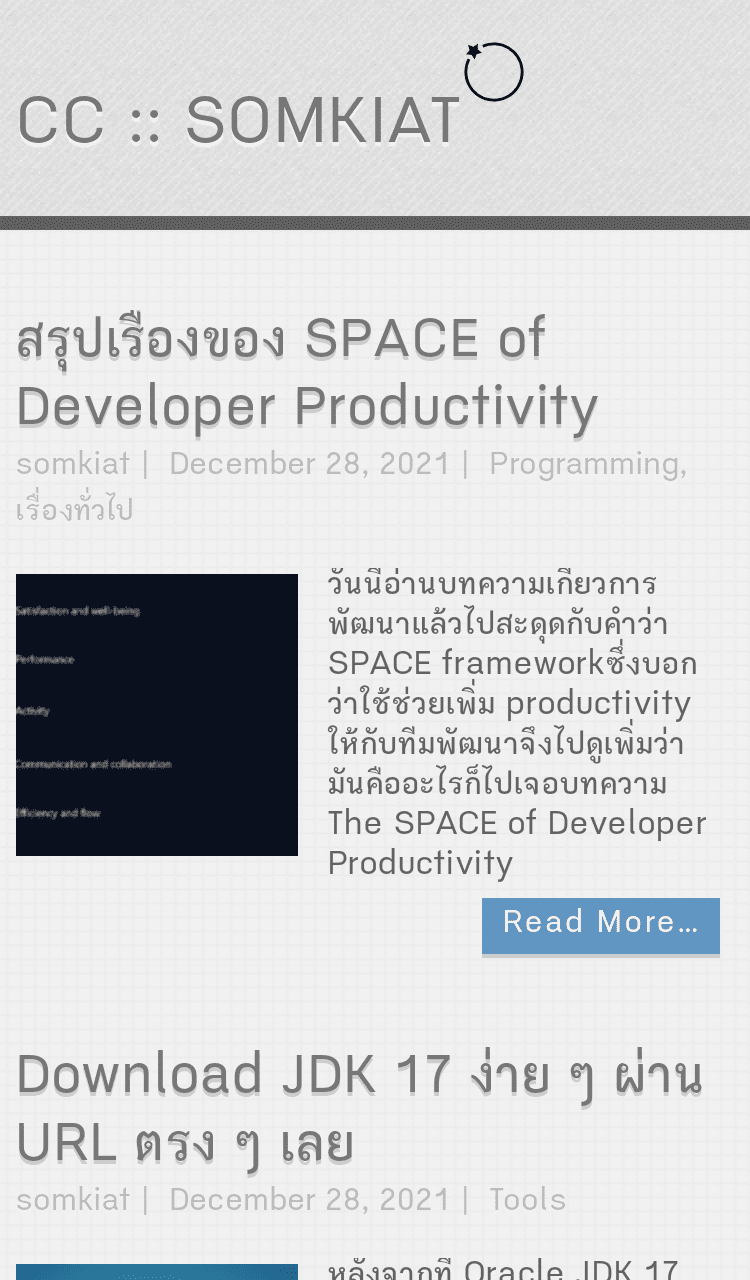 CC :: SOMKIAT
สรุปเรื่องของ SPACE of
Developer Productivity
somkiat | December 28, 2021 | Programming,
เรื่องทั่วไป
Satisfaction and well-being
Performance
Activity
Communication and collaboration
Efficiency and flow
วันนี้อ่านบทความเกี่ยวการ
พัฒนาแล้วไปสะดุดกับคำว่า
SPACE frameworkซึ่งบอก
ว่าใช้ช่วยเพิ่ม productivity
ให้กับทีมพัฒนาจึงไปดูเพิ่มว่า
มันคืออะไรก็ไปเจอบทความ
The SPACE of Developer
Productivity
Read More…
Download JDK 17 ง่าย ๆ ผ่าน
URL ตรง ๆ เลย
somkiat | December 28, 2021 | Tools
หลังจากที่ Oracle JDK 17